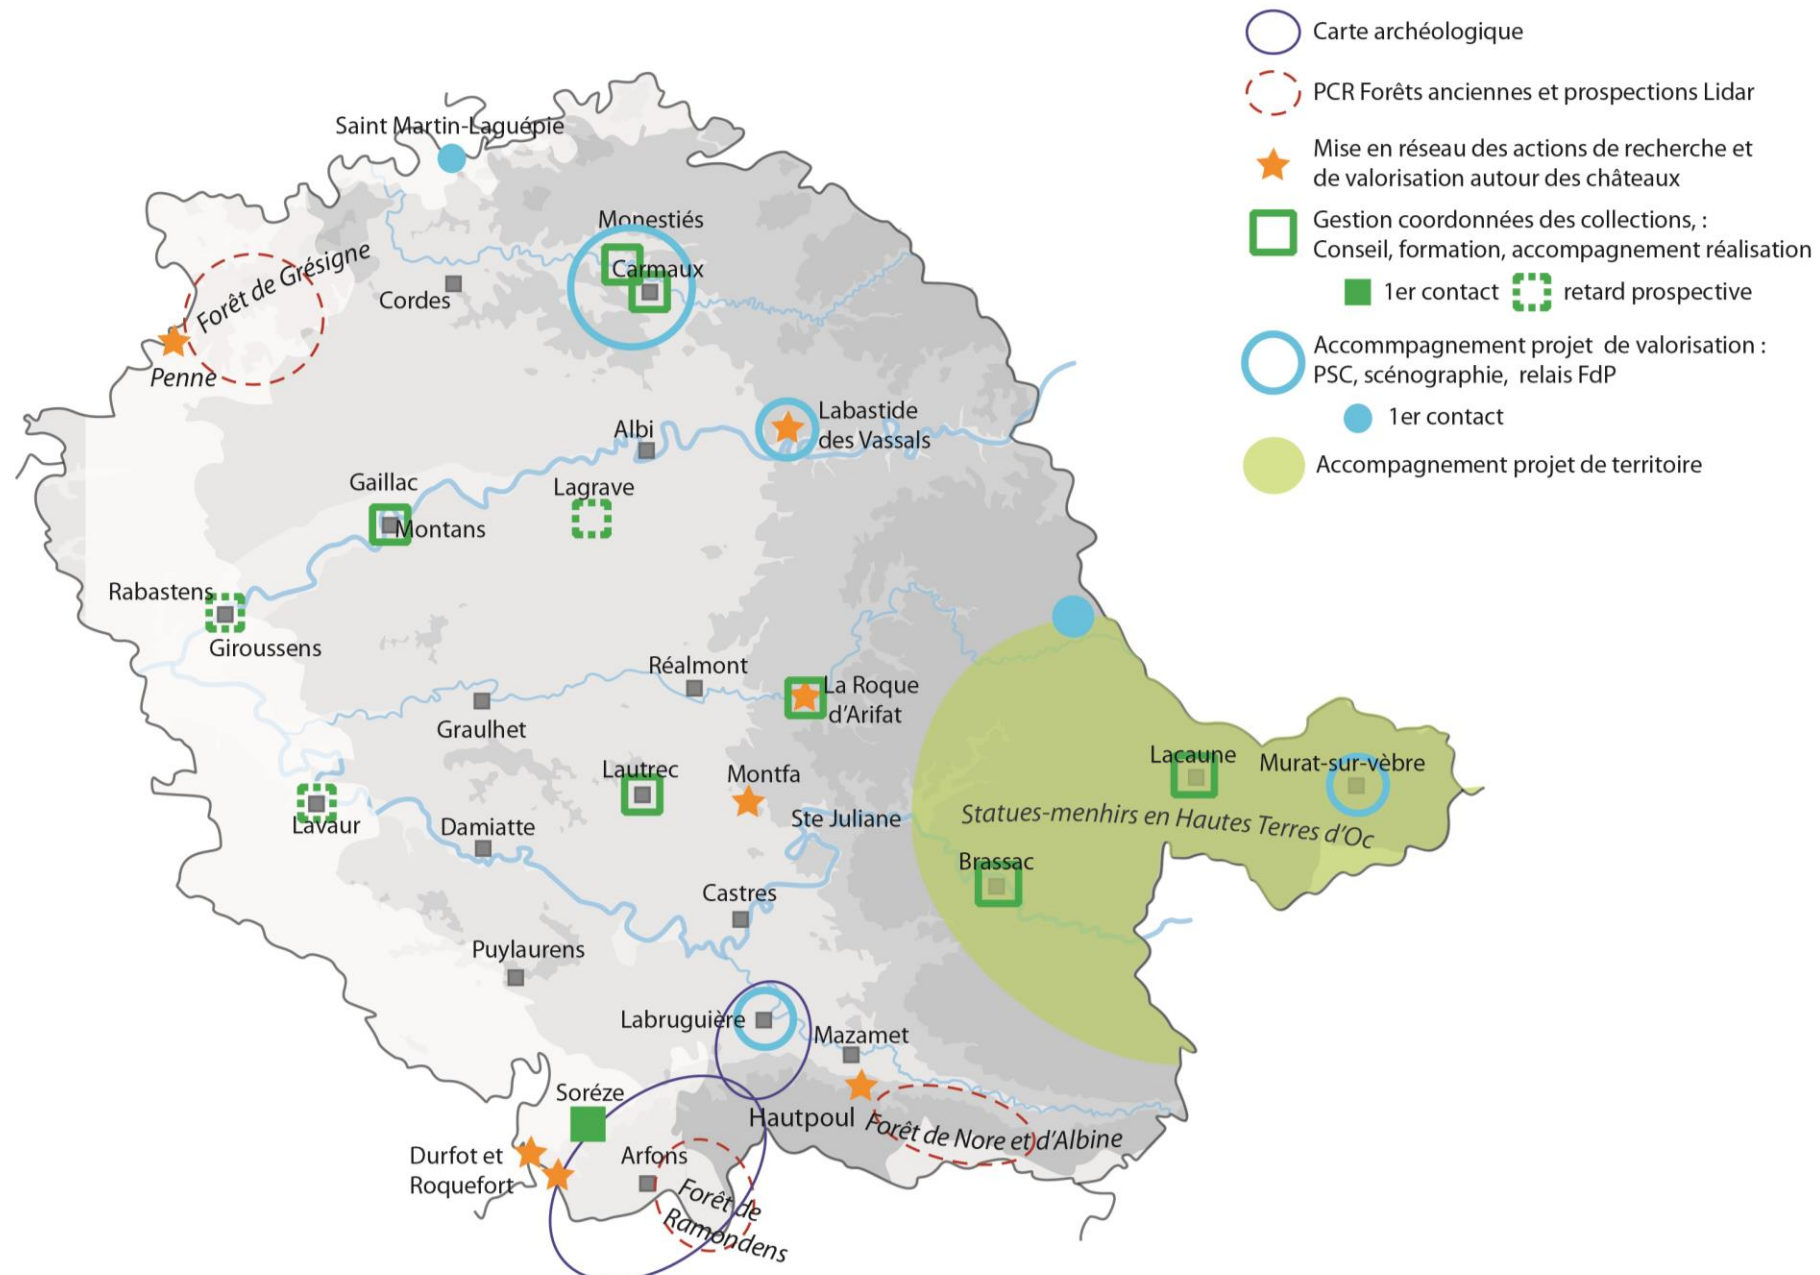 Carte archéologique
PCR Forêts anciennes et prospections Lidar
Mise en réseau des actions de recherche et
de valorisation autour des châteaux
Gestion coordonnées des collections, :
Conseil, formation, accompagnement réalisation
1er contact
retard prospective
Accommpagnement projet de valorisation :
PSC, scénographie, relais FdP
1er contact
Accompagnement projet de territoire
Saint Martin-Laguépie
Monestiés
Forêt de Grésigne
Carmaux
Cordes
Penne
Labastide
des Vassals
Albi
Gaillac
Lagrave
Montans
Rabastens
Giroussens
Réalmont
La Roque
d'Arifat
Graulhet
Lacaune
Murat-sur-vèbre
Lautrec
Montfa
Statues-menhirs en Hautes Terres d'Oc
Ste Juliane
Lavaur
Damiatte
Brassac
Castres
Puylaurens
Labruguière
Mazamet
Soréze
Hautpoul
Forêt de Nore et d'Albine
Durfot et
Roquefort
Arfons
Forêt de
Ramondens